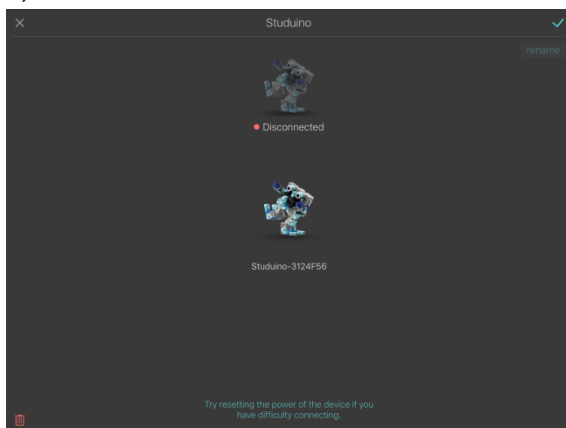 Studuino
rename
Disconnected
Studuino-3124F56
Try resetting the power of the device if you
have difficulty connecting.